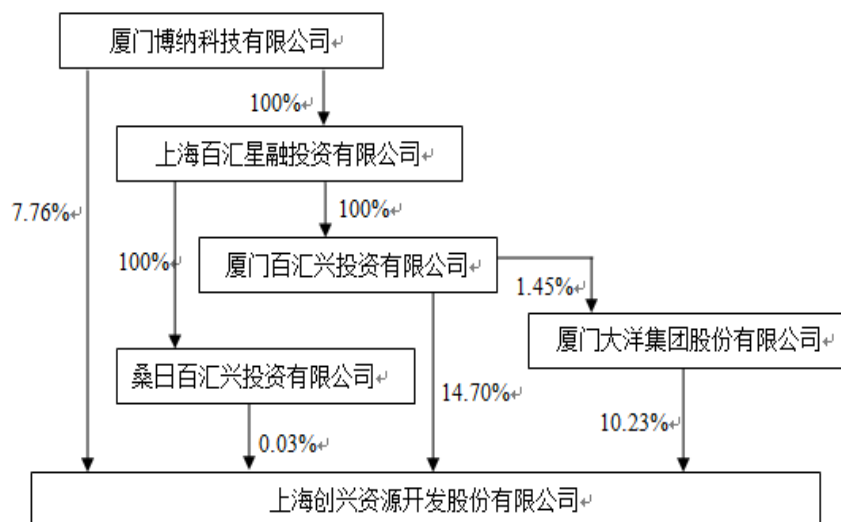 厦门博纳科技有限公司↵
100%↵
上海百汇星融投资有限公司↵
7.76%↵
100%↵
100%↵
厦门百汇兴投资有限公司↵
1.45%↵
厦门大洋集团股份有限公司↵
桑日百汇兴投资有限公司↵
14.70%↵
10.23%↵
0.03%↵
上海创兴资源开发股份有限公司↵